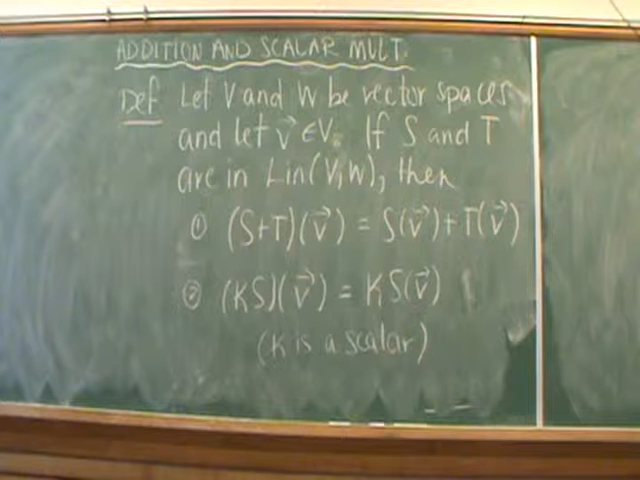 ADDITION AND SCALAR MULT.
Def Let V and W be vector spaces
and let v⃗ ∈ V. If S and T
are in Lin(V,W), then
① (S+T)(v⃗) = S(v⃗)+T(v⃗)
② (KS)(v⃗) = KS(v⃗)
(K is a scalar)